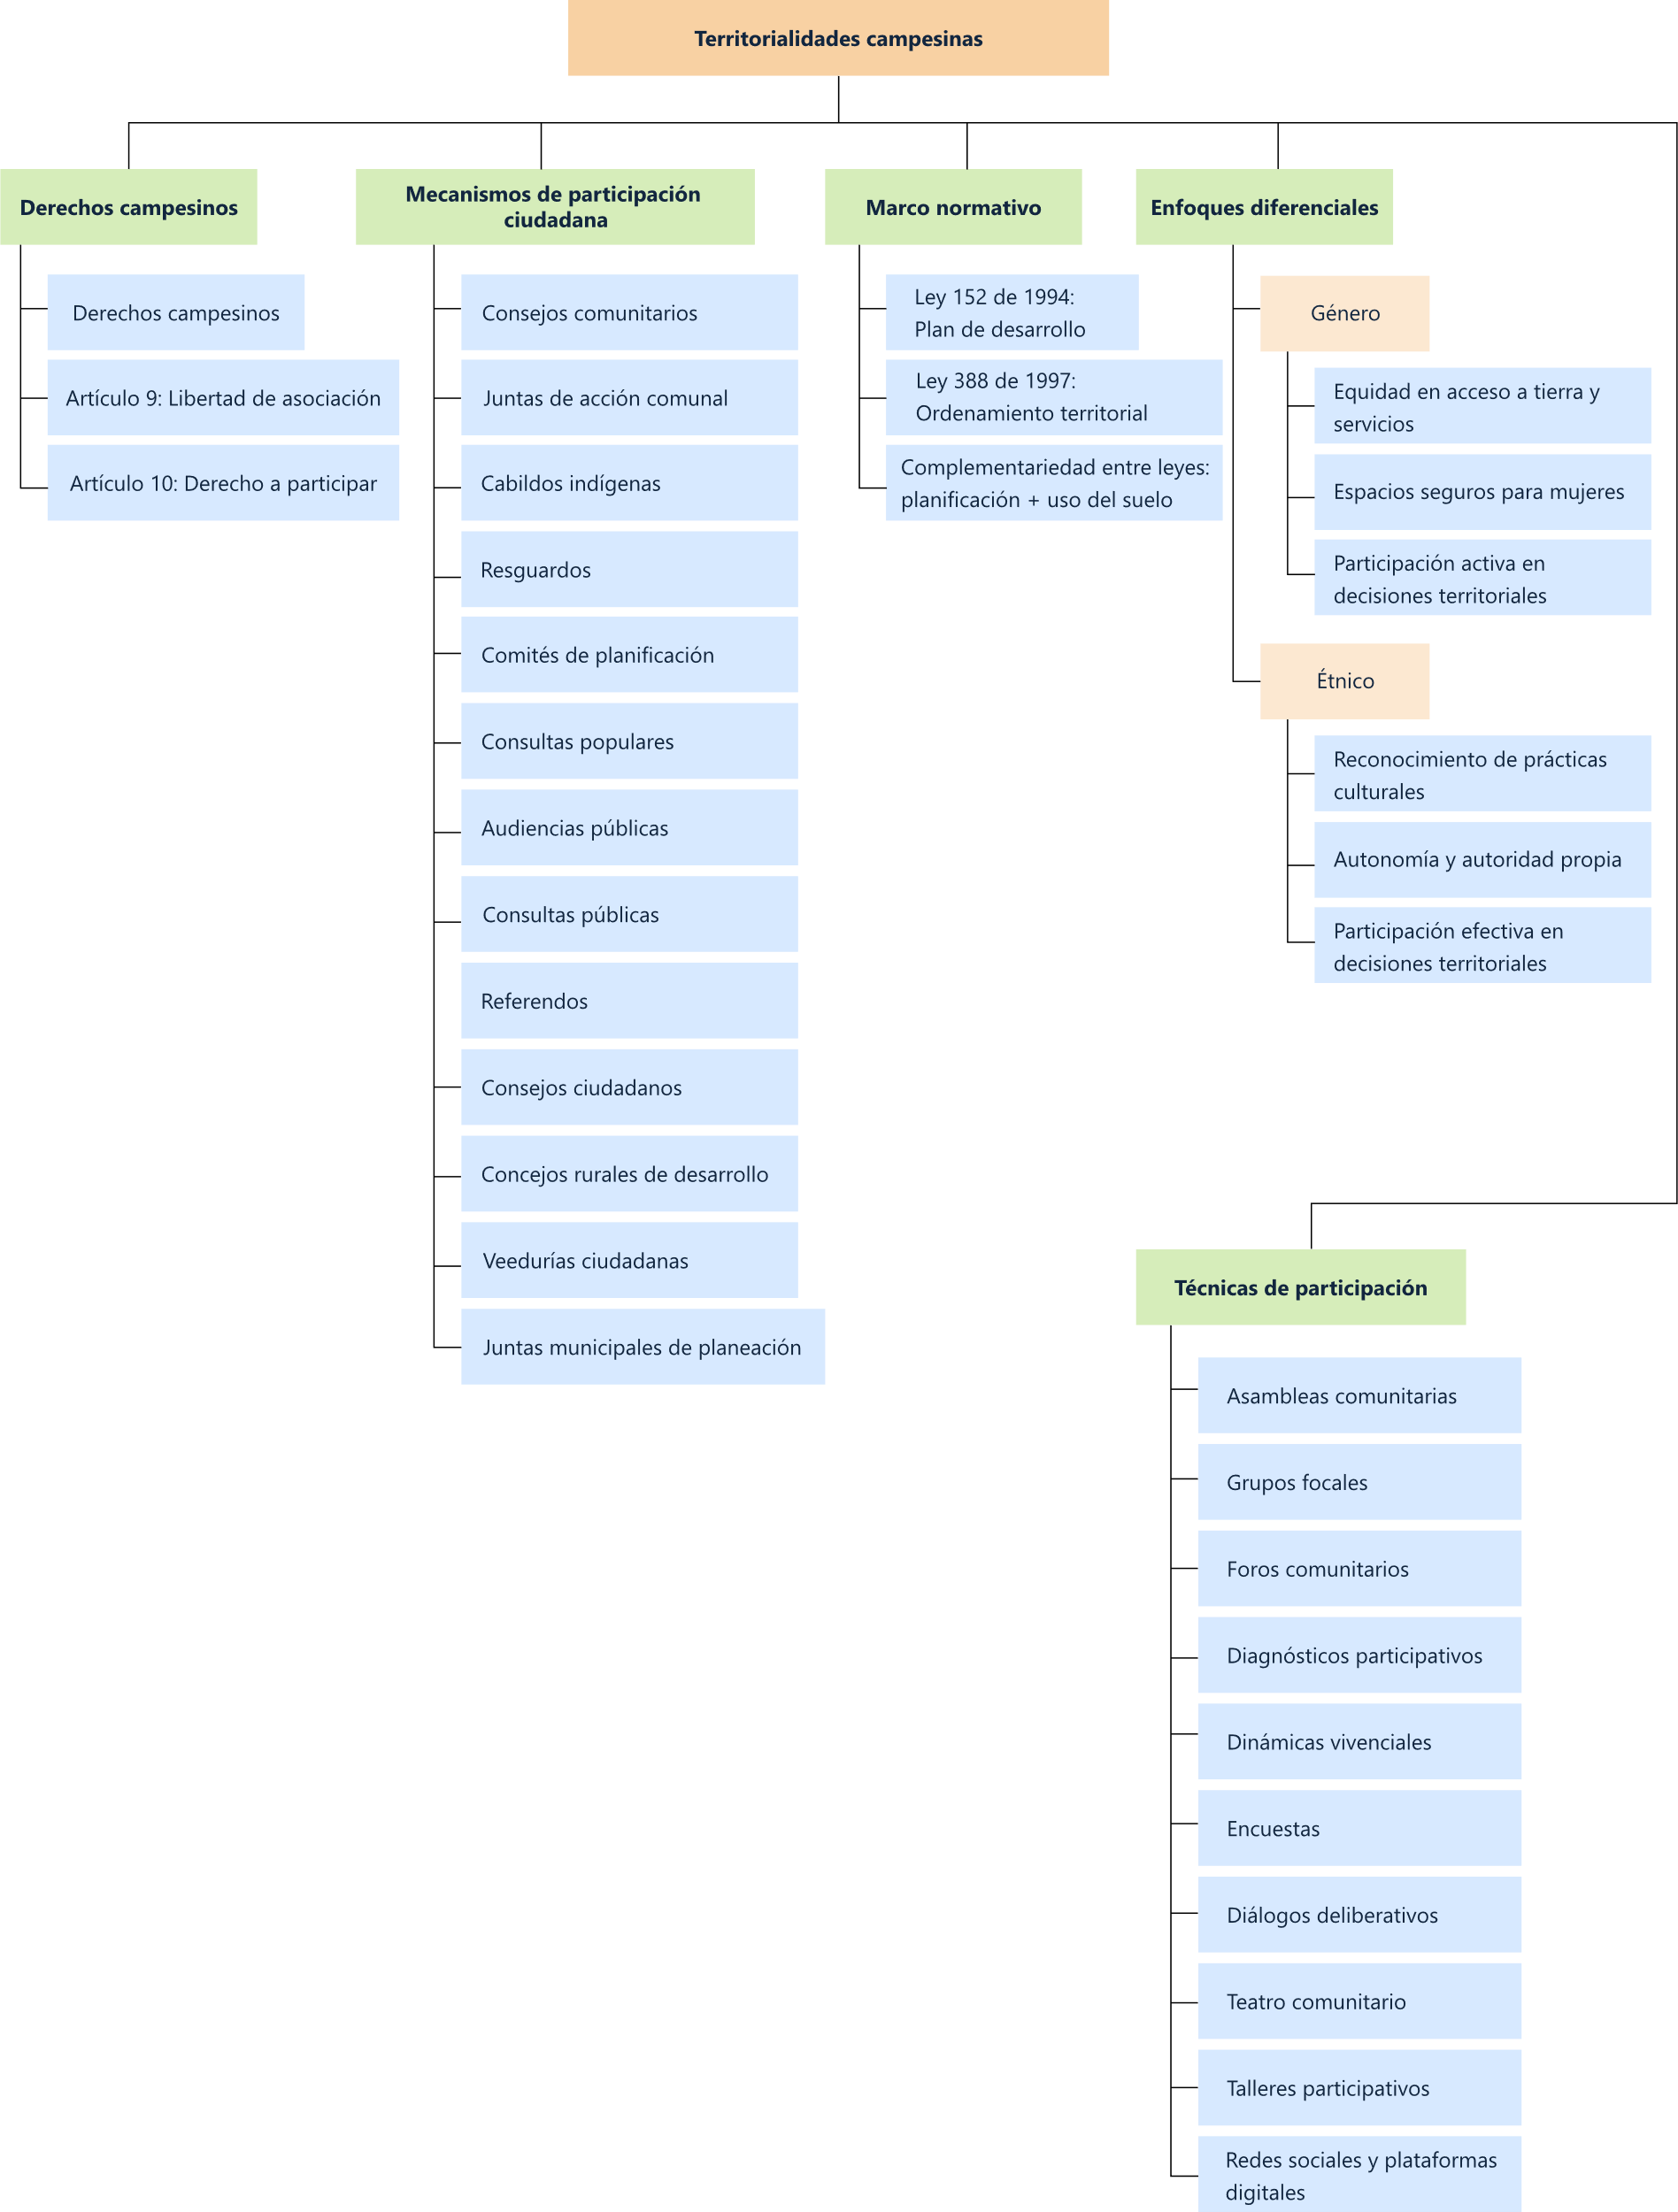 Territorialidades campesinas
Derechos campesinos
Derechos campesinos
Artículo 9: Libertad de asociación
Artículo 10: Derecho a participar
Mecanismos de participación
ciudadana
Consejos comunitarios
Juntas de acción comunal
Cabildos indígenas
Resguardos
Comités de planificación
Consultas populares
Audiencias públicas
Consultas públicas
Referendos
Consejos ciudadanos
Concejos rurales de desarrollo
Veedurías ciudadanas
Juntas municipales de planeación
Marco normativo
Ley 152 de 1994:
Plan de desarrollo
Ley 388 de 1997:
Ordenamiento territorial
Complementariedad entre leyes:
planificación + uso del suelo
Enfoques diferenciales
Género
Equidad en acceso a tierra y
servicios
Espacios seguros para mujeres
Participación activa en
decisiones territoriales
Étnico
Reconocimiento de prácticas
culturales
Autonomía y autoridad propia
Participación efectiva en
decisiones territoriales
Técnicas de participación
Asambleas comunitarias
Grupos focales
Foros comunitarios
Diagnósticos participativos
Dinámicas vivenciales
Encuestas
Diálogos deliberativos
Teatro comunitario
Talleres participativos
Redes sociales y plataformas
digitales